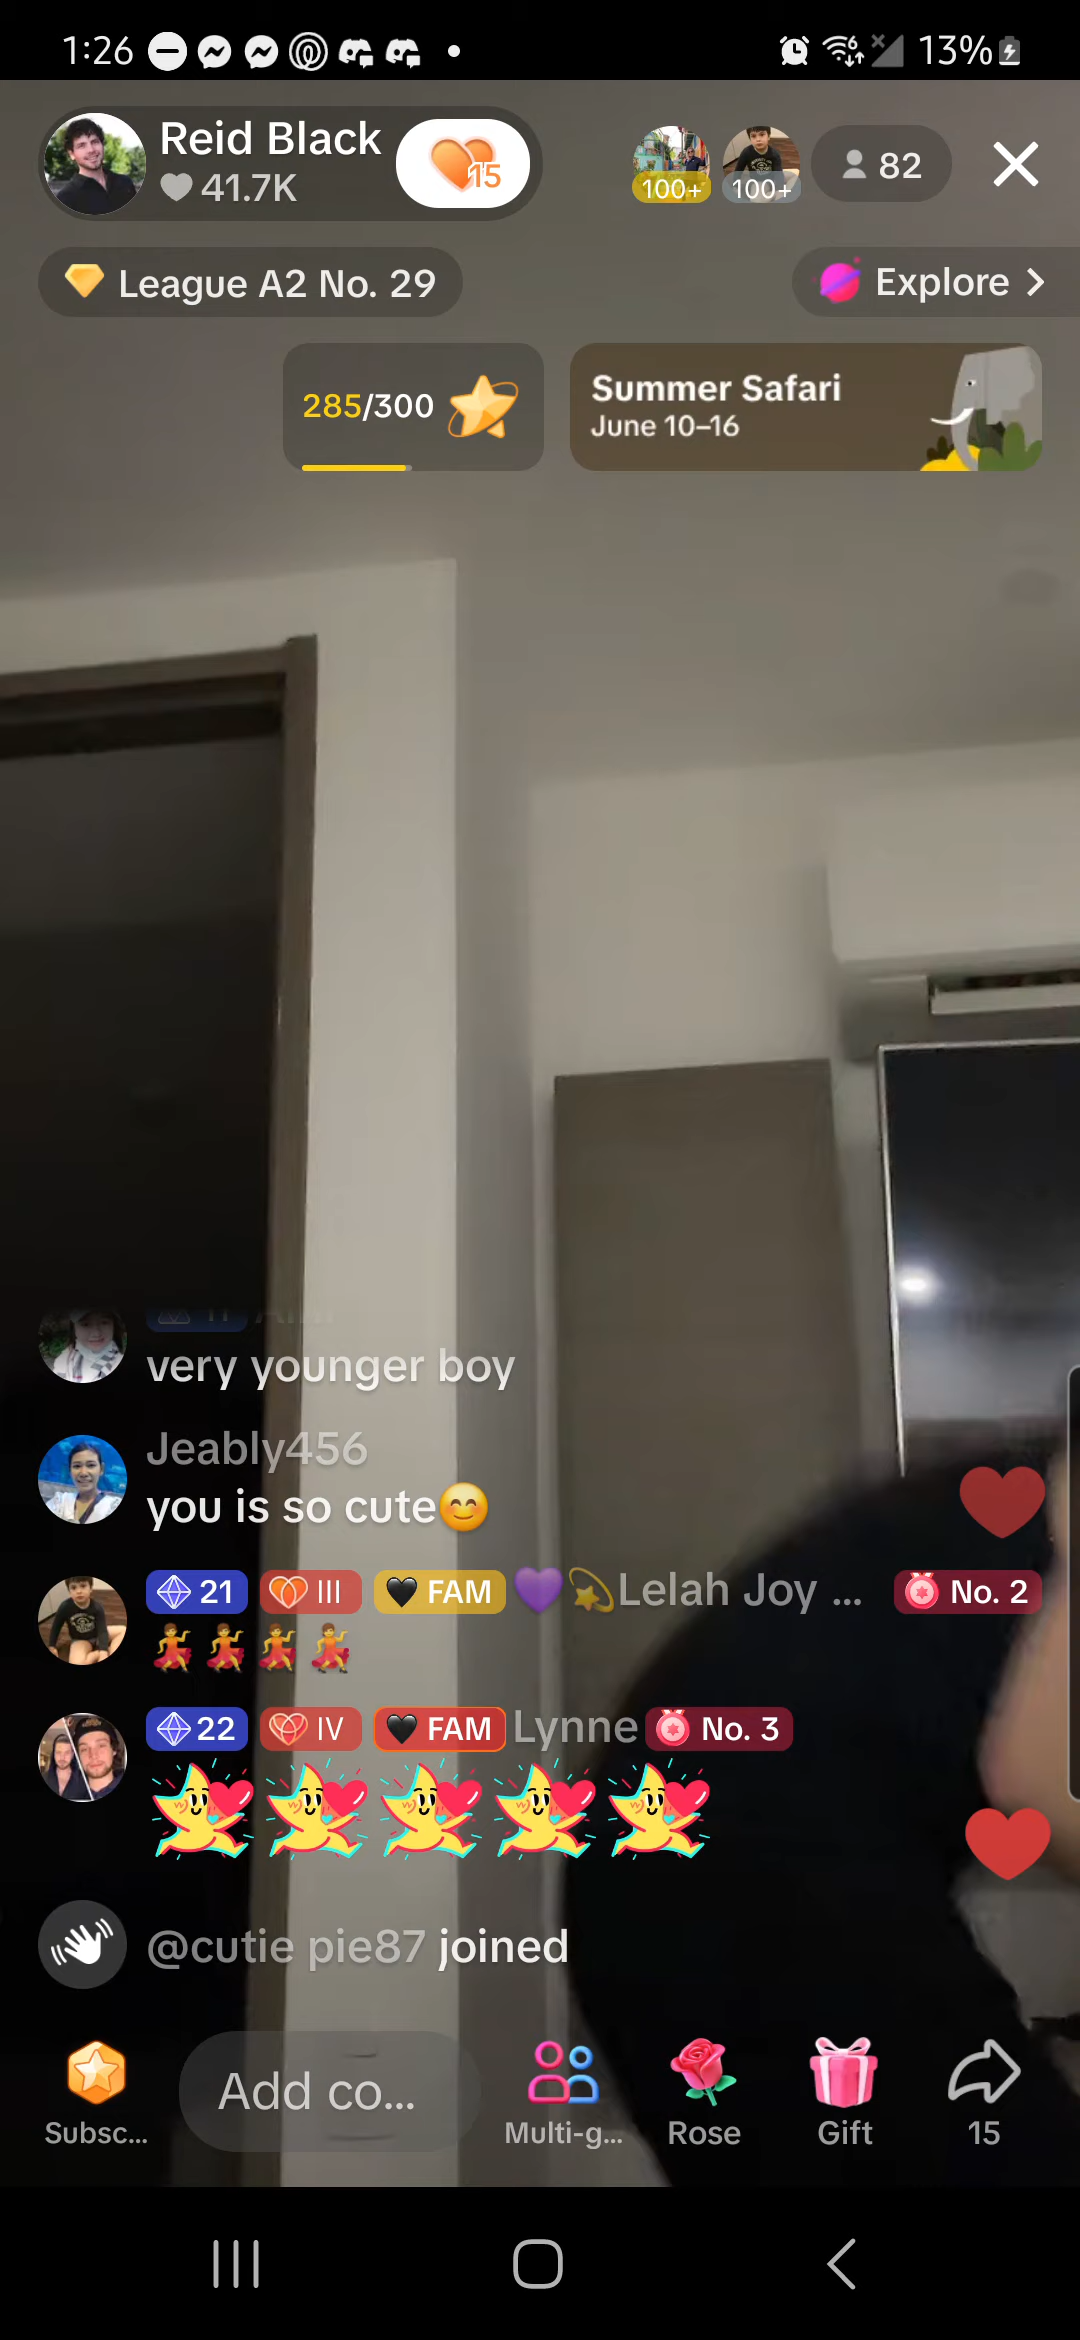 1:26
13%
Reid Black
41.7K
15
100+
100+
82
League A2 No. 29
Explore
285/300
Summer Safari
June 10–16
very younger boy
Jeably456
you is so cute😊
21 III FAM 💜💫Lelah Joy ... No. 2
💃💃💃💃
22 IV FAM Lynne No. 3
@cutie pie87 joined
Subsc...
Add co...
Multi-g...
Rose
Gift
15